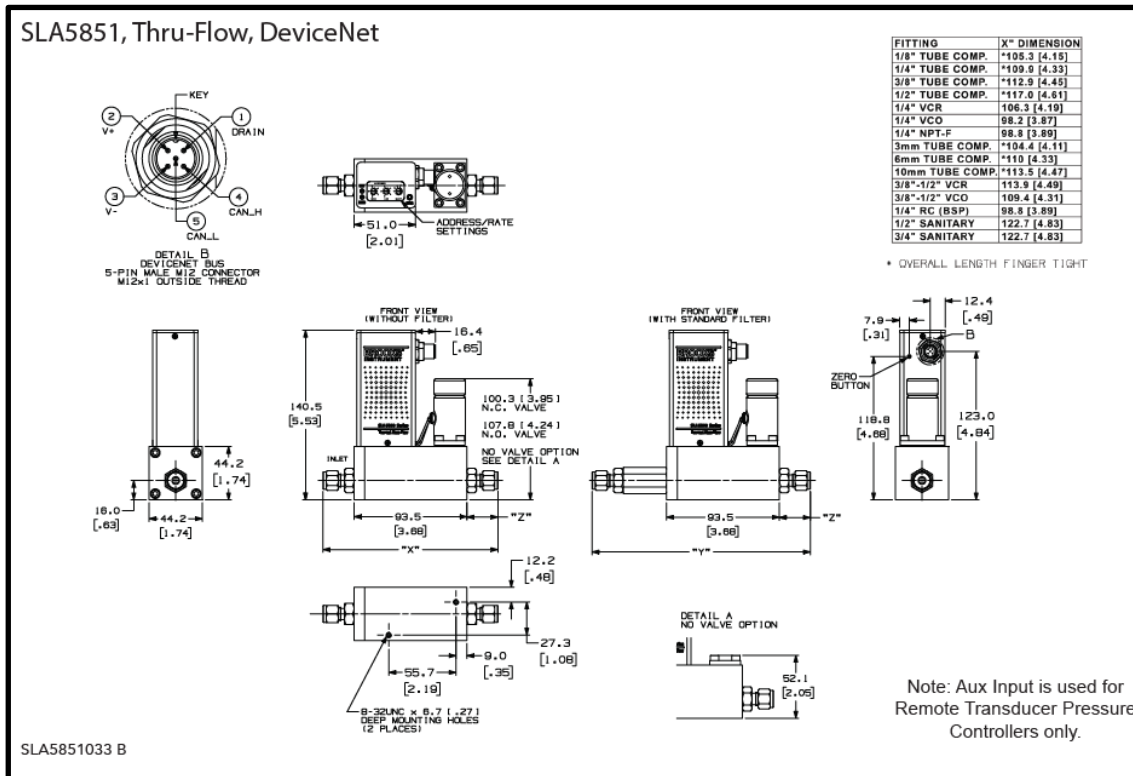 SLA5851, Thru-Flow, DeviceNet
FITTING X" DIMENSION
1/8" TUBE COMP. *105.3 [4.15]
1/4" TUBE COMP. *109.9 [4.33]
3/8" TUBE COMP. *112.9 [4.45]
1/2" TUBE COMP. *117.0 [4.61]
1/4" VCR 106.3 [4.19]
1/4" VCO 98.2 [3.87]
1/4" NPT-F 98.8 [3.89]
3mm TUBE COMP. *104.4 [4.11]
6mm TUBE COMP. *110 [4.33]
10mm TUBE COMP. *113.5 [4.47]
3/8"-1/2" VCR 113.9 [4.49]
3/8"-1/2" VCO 109.4 [4.31]
1/4" RC (BSP) 98.8 [3.89]
1/2" SANITARY 122.7 [4.83]
3/4" SANITARY 122.7 [4.83]
* OVERALL LENGTH FINGER TIGHT
KEY
2
V+
1
DRAIN
3
V-
4
CAN_H
5
CAN_L
DETAIL B
DEVICENET BUS
5-PIN MALE M12 CONNECTOR
M12x1 OUTSIDE THREAD
51.0
[2.01]
ADDRESS/RATE
SETTINGS
44.2
[1.74]
16.0
[.63]
44.2
[1.74]
FRONT VIEW
(WITHOUT FILTER)
16.4
[.65]
BROOKS
INSTRUMENT
140.5
[5.53]
100.3 [3.95]
N.C. VALVE
107.8 [4.24]
N.O. VALVE
NO VALVE OPTION
SEE DETAIL A
INLET
93.5
[3.68]
"Z"
"X"
FRONT VIEW
(WITH STANDARD FILTER)
BROOKS
INSTRUMENT
93.5
[3.68]
"Z"
"Y"
12.4
[.49]
7.9
[.31]
B
ZERO
BUTTON
118.8
[4.68]
123.0
[4.84]
12.2
[.48]
27.3
[1.08]
9.0
[.35]
55.7
[2.19]
8-32UNC x 6.7 [.27]
DEEP MOUNTING HOLES
(2 PLACES)
DETAIL A
NO VALVE OPTION
52.1
[2.05]
Note: Aux Input is used for
Remote Transducer Pressure
Controllers only.
SLA5851033 B